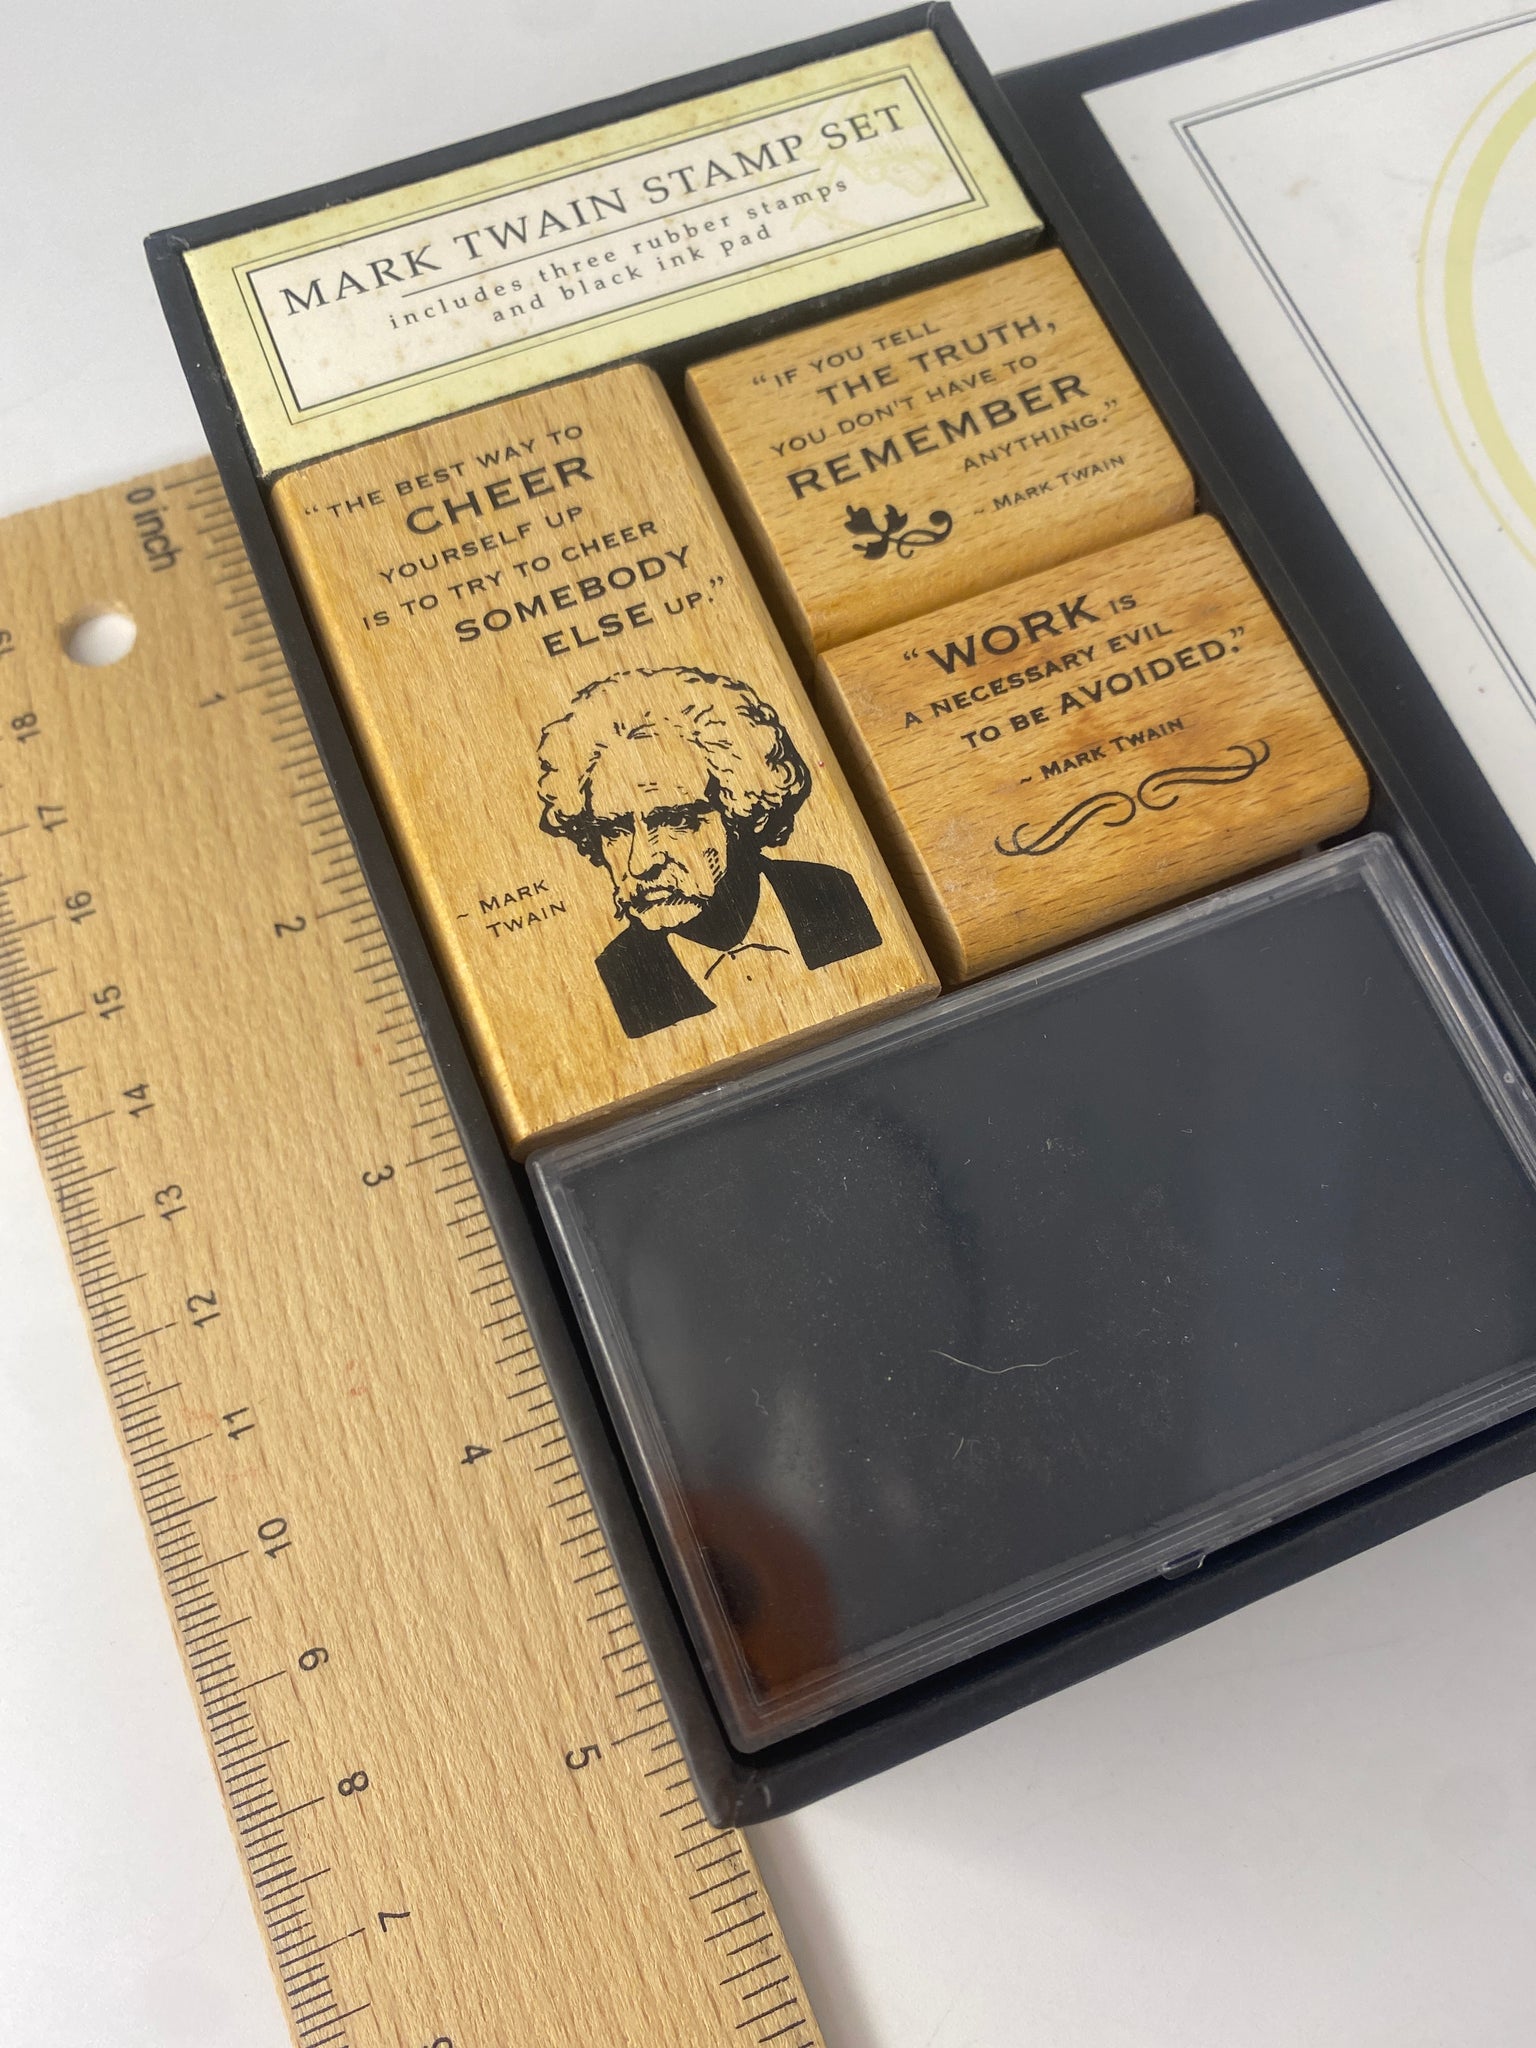 MARK TWAIN STAMP SET
includes three rubber stamps
and black ink pad
“THE BEST WAY TO
CHEER
YOURSELF UP
IS TO TRY TO CHEER
SOMEBODY
ELSE UP.”
~ MARK
TWAIN
“IF YOU TELL
THE TRUTH,
YOU DON'T HAVE TO
REMEMBER
ANYTHING.”
~ MARK TWAIN
“WORK IS
A NECESSARY EVIL
TO BE AVOIDED.”
~ MARK TWAIN
0 inch
1
2
3
4
5
18
17
16
15
14
13
12
11
10
9
8
7